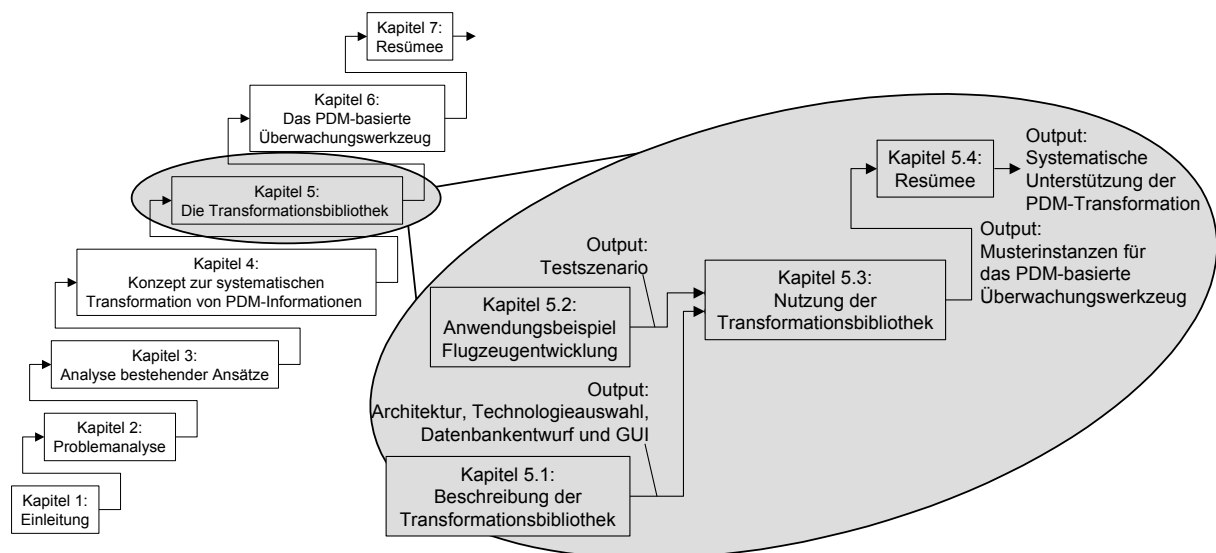 Kapitel 7:
Resümee
Kapitel 6:
Das PDM-basierte
Überwachungswerkzeug
Kapitel 5:
Die Transformationsbibliothek
Kapitel 4:
Konzept zur systematischen
Transformation von PDM-Informationen
Kapitel 3:
Analyse bestehender Ansätze
Kapitel 2:
Problemanalyse
Kapitel 1:
Einleitung
Kapitel 5.4:
Resümee
Output:
Systematische
Unterstützung der
PDM-Transformation
Output:
Musterinstanzen für
das PDM-basierte
Überwachungswerkzeug
Output:
Testszenario
Kapitel 5.3:
Nutzung der
Transformationsbibliothek
Kapitel 5.2:
Anwendungsbeispiel
Flugzeugentwicklung
Output:
Architektur, Technologieauswahl,
Datenbankentwurf und GUI
Kapitel 5.1:
Beschreibung der
Transformationsbibliothek